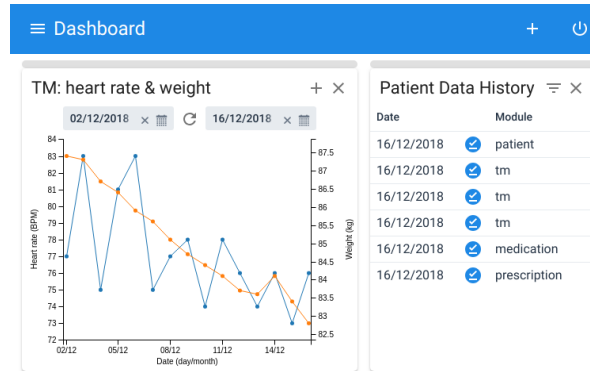 Dashboard
TM: heart rate & weight
02/12/2018
16/12/2018
84
83
82
81
80
79
78
77
76
75
74
73
72
Heart rate (BPM)
87.5
87
86.5
86
85.5
85
84.5
84
83.5
83
82.5
Weight (kg)
02/12 05/12 08/12 11/12 14/12
Date (day/month)
Patient Data History
Date Module
16/12/2018 patient
16/12/2018 tm
16/12/2018 tm
16/12/2018 tm
16/12/2018 medication
16/12/2018 prescription